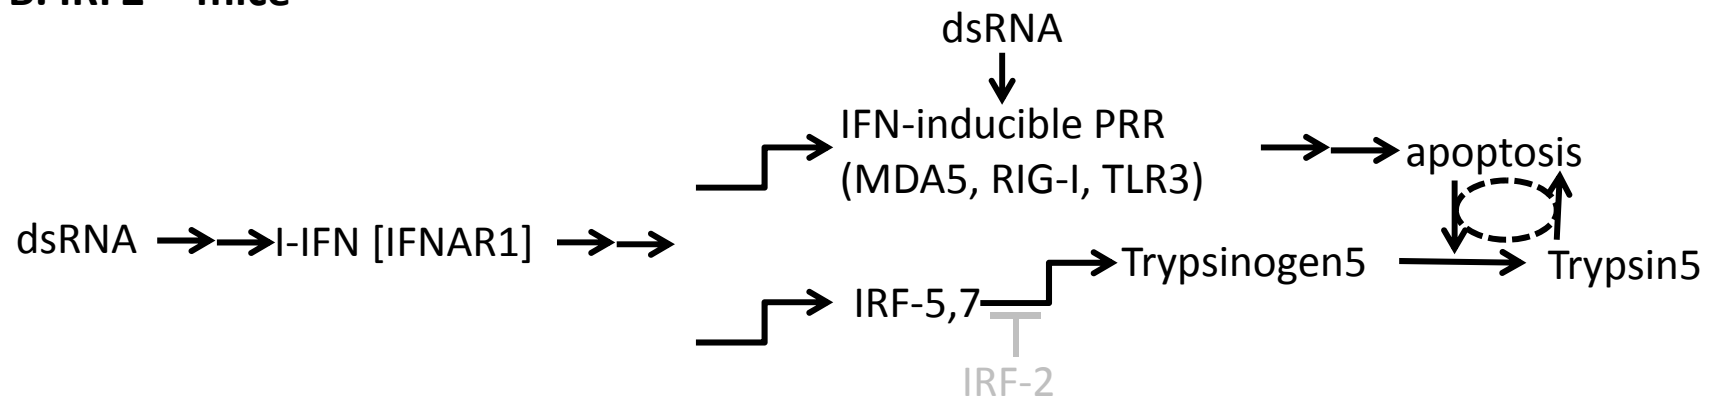 dsRNA
IFN-inducible PRR
(MDA5, RIG-I, TLR3)
apoptosis
dsRNA
I-IFN [IFNAR1]
Trypsinogen5
Trypsin5
IRF-5,7
IRF-2